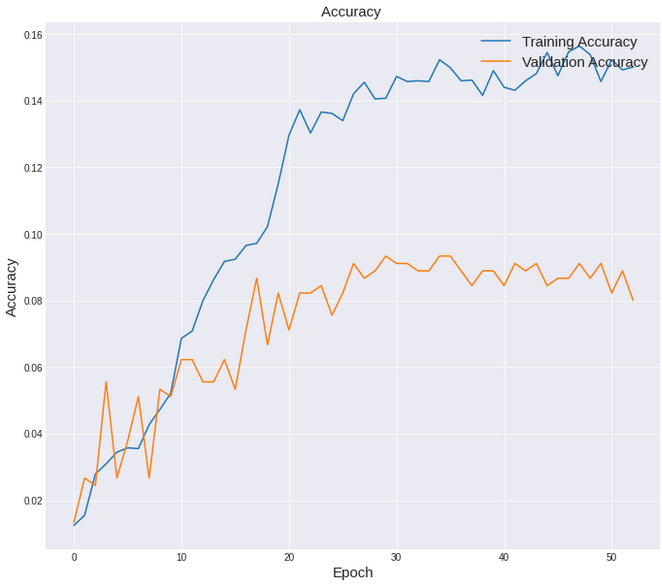 Accuracy
0.16
0.14
0.12
0.10
0.08
0.06
0.04
0.02
Accuracy
Training Accuracy
Validation Accuracy
0
10
20
30
40
50
Epoch